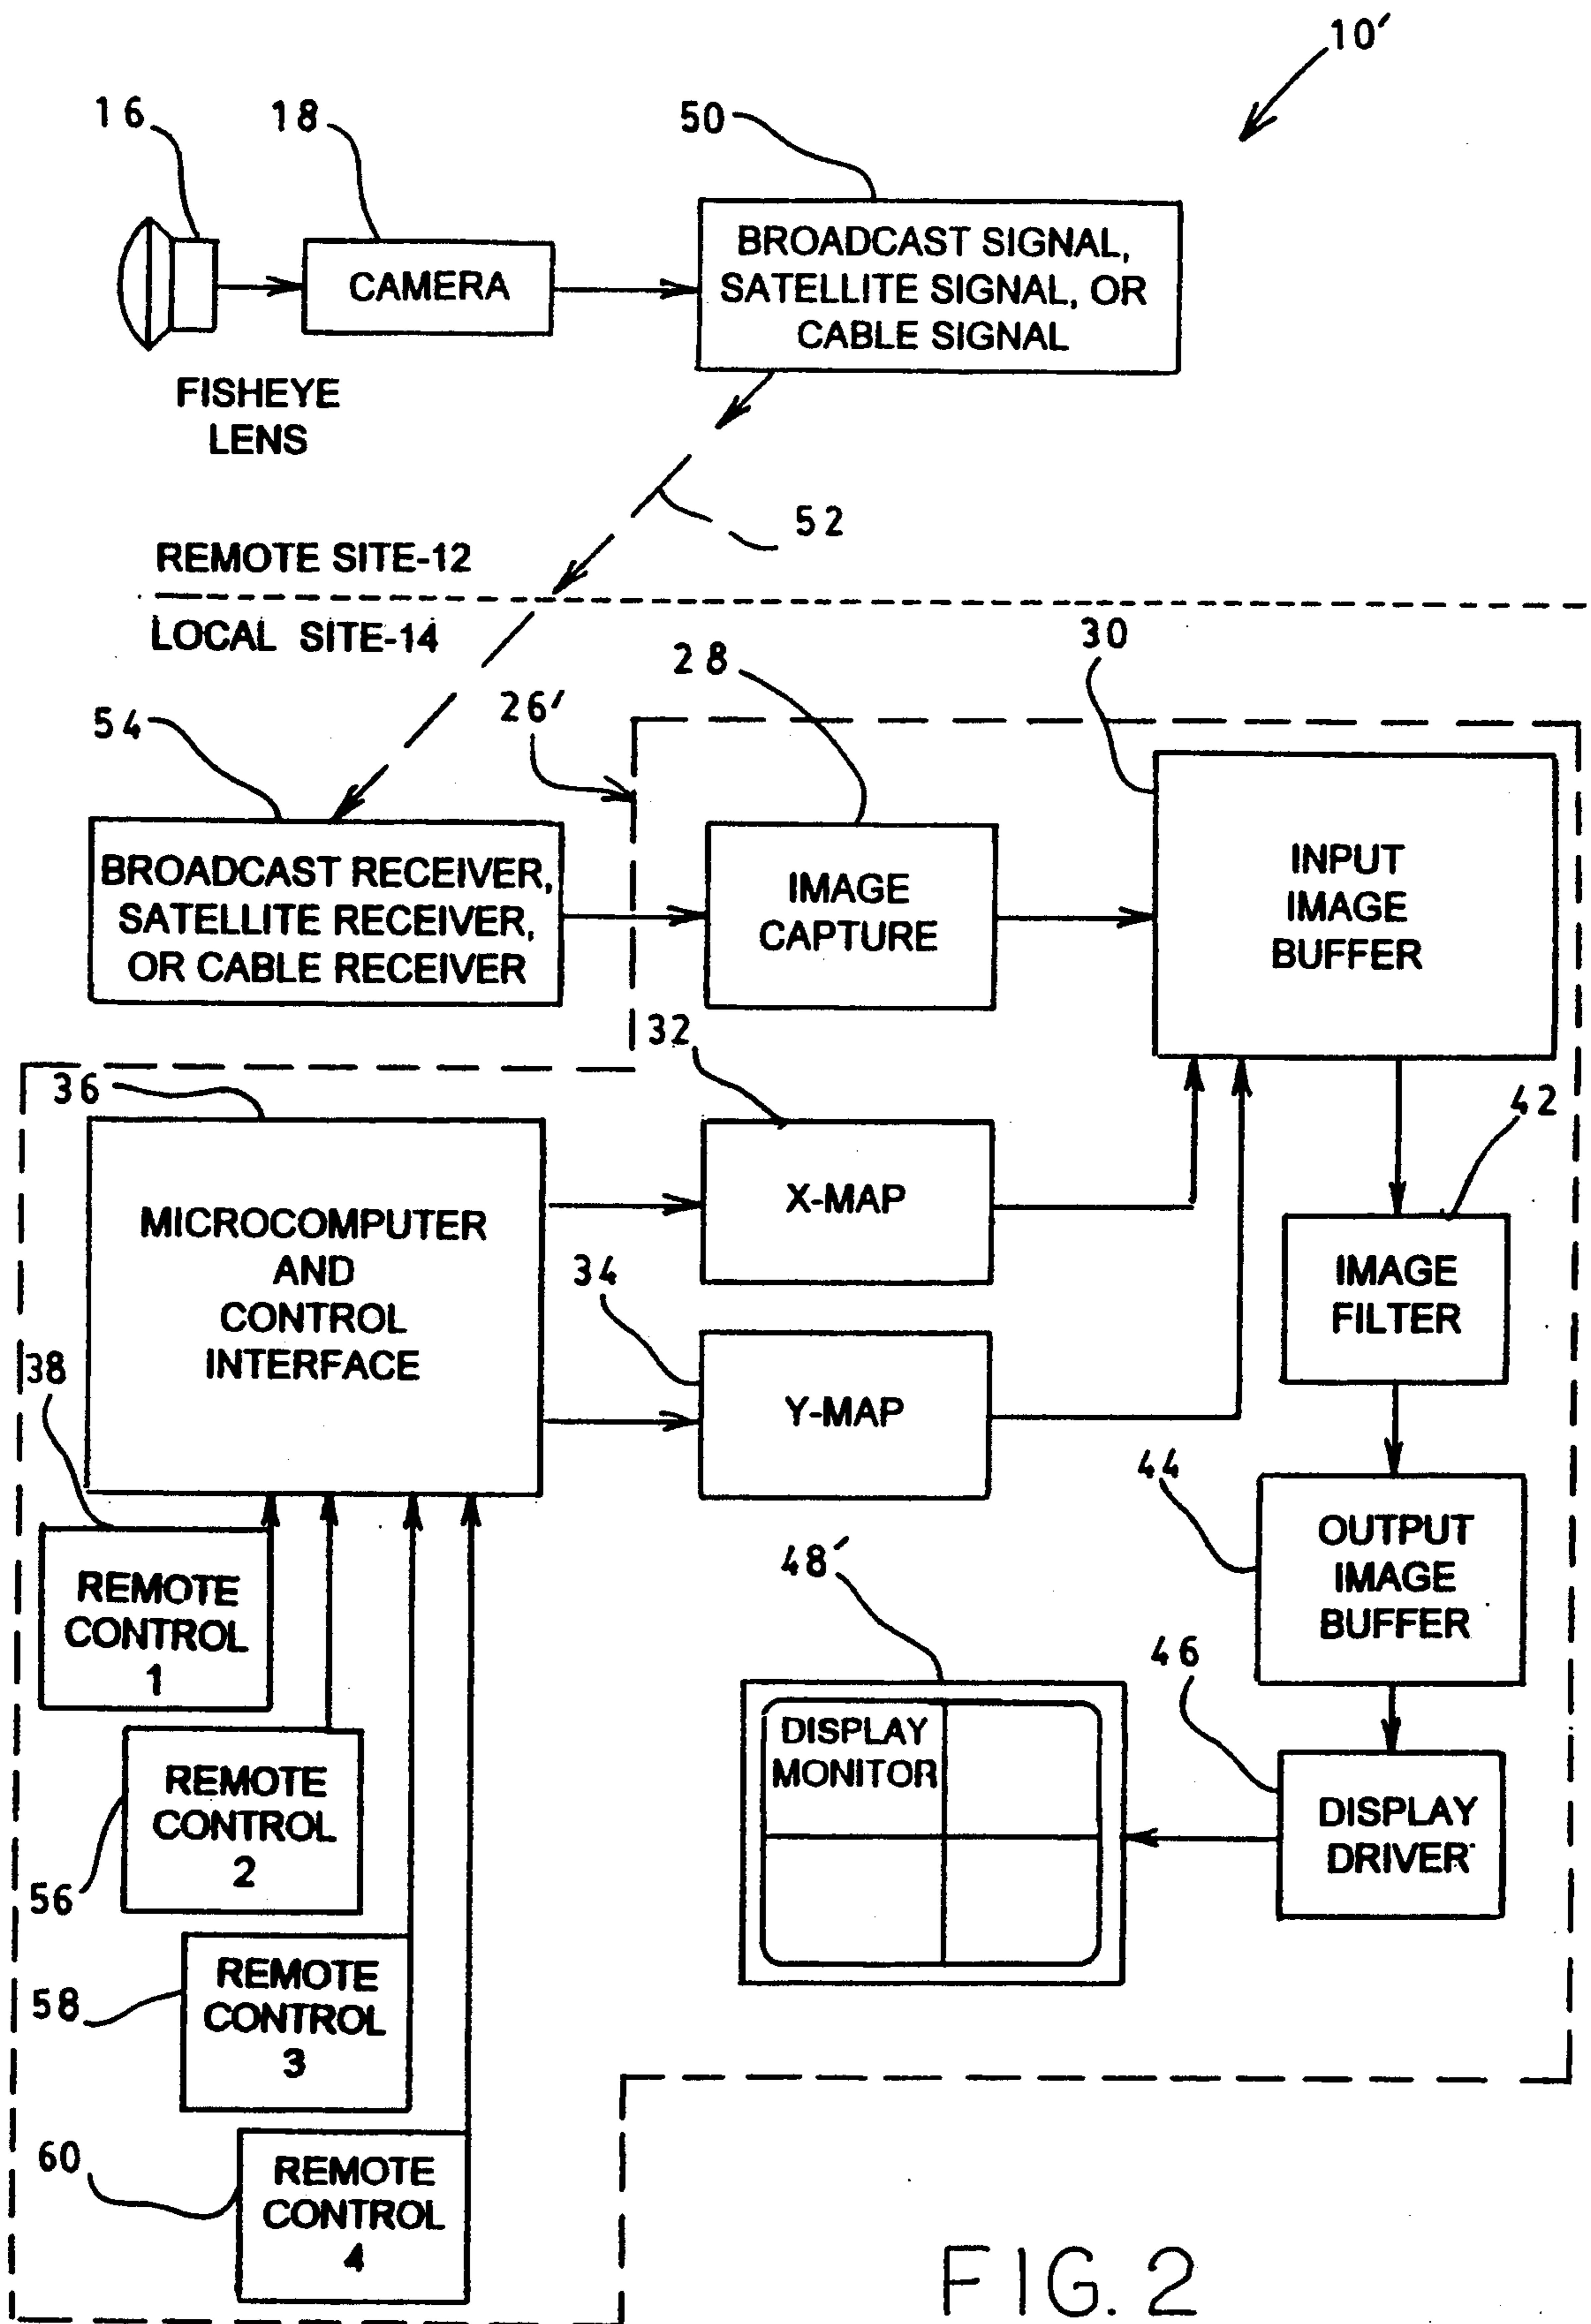 10′
16
18
50
CAMERA
BROADCAST SIGNAL,
SATELLITE SIGNAL, OR
CABLE SIGNAL
FISHEYE
LENS
52
REMOTE SITE-12
LOCAL SITE-14
30
28
26′
54
BROADCAST RECEIVER,
SATELLITE RECEIVER,
OR CABLE RECEIVER
IMAGE
CAPTURE
INPUT
IMAGE
BUFFER
32
36
42
MICROCOMPUTER
AND
CONTROL
INTERFACE
X-MAP
34
IMAGE
FILTER
38
Y-MAP
44
OUTPUT
IMAGE
BUFFER
48′
REMOTE
CONTROL
1
46
DISPLAY
MONITOR
REMOTE
CONTROL
2
DISPLAY
DRIVER
56
REMOTE
CONTROL
3
58
REMOTE
CONTROL
4
60
FIG. 2